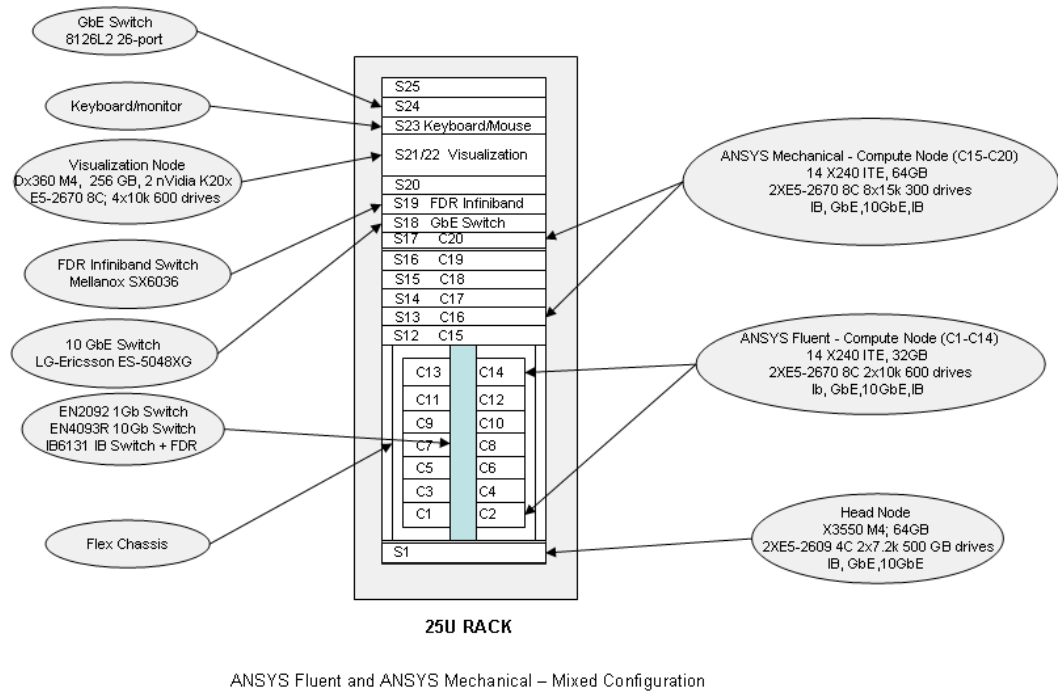 GbE Switch
8126L2 26-port
Keyboard/monitor
Visualization Node
Dx360 M4, 256 GB, 2 nVidia K20x
E5-2670 8C; 4x10k 600 drives
FDR Infiniband Switch
Mellanox SX6036
10 GbE Switch
LG-Ericsson ES-5048XG
EN2092 1Gb Switch
EN4093R 10Gb Switch
IB6131 IB Switch + FDR
Flex Chassis
S25
S24
S23 Keyboard/Mouse
S21/22 Visualization
S20
S19 FDR Infiniband
S18 GbE Switch
S17 C20
S16 C19
S15 C18
S14 C17
S13 C16
S12 C15
C13 C14
C11 C12
C9 C10
C7 C8
C5 C6
C3 C4
C1 C2
S1
ANSYS Mechanical - Compute Node (C15-C20)
14 X240 ITE, 64GB
2XE5-2670 8C 8x15k 300 drives
IB, GbE,10GbE,IB
ANSYS Fluent - Compute Node (C1-C14)
14 X240 ITE, 32GB
2XE5-2670 8C 2x10k 600 drives
Ib, GbE,10GbE,IB
Head Node
X3550 M4; 64GB
2XE5-2609 4C 2x7.2k 500 GB drives
IB, GbE,10GbE
25U RACK
ANSYS Fluent and ANSYS Mechanical – Mixed Configuration